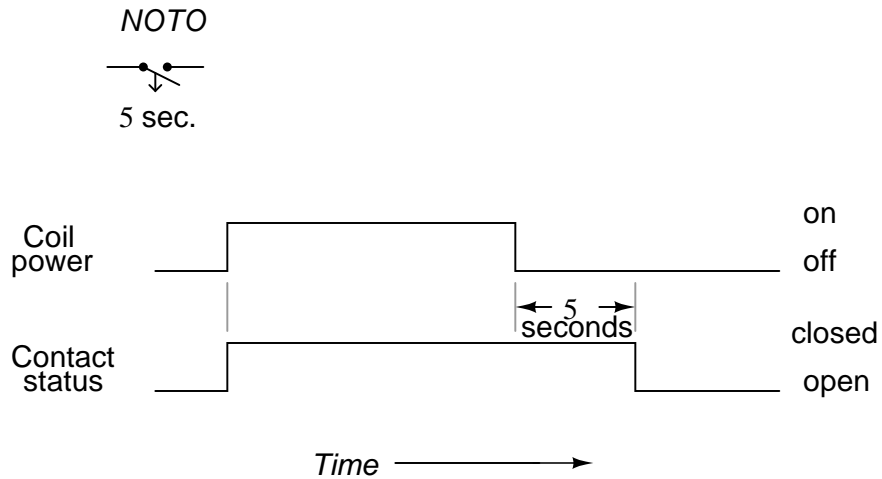 NOTO
5 sec.
on
Coil
power
off
5
seconds
closed
Contact
status
open
Time